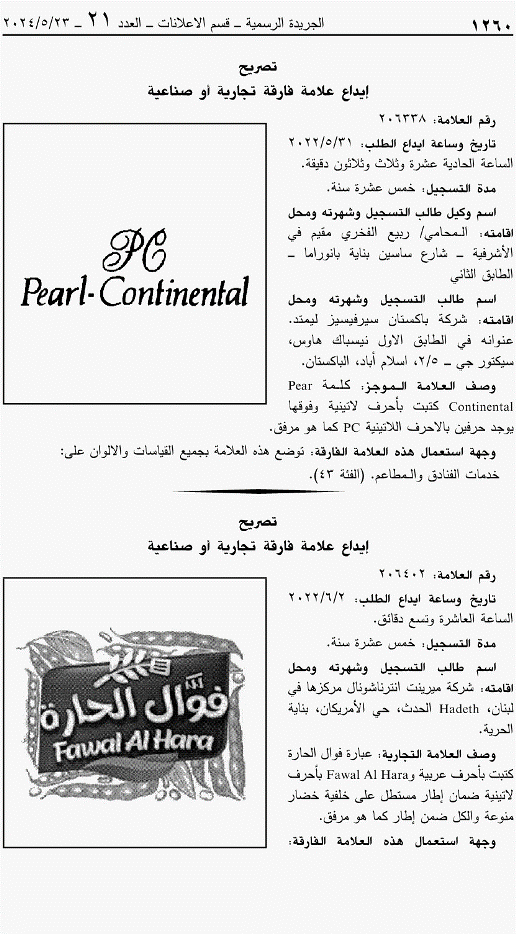 ١٢٦٠
الجريدة الرسمية ــ قسم الاعلانات ــ العدد ٢١ ــ ٢٠٢٤/٥/٢٣
تصريح
إيداع علامة فارقة تجارية أو صناعية
رقم العلامة: ٢٠٦٣٣٨
تاريخ وساعة ايداع الطلب: ٢٠٢٢/٥/٣١
الساعة الحادية عشرة وثلاث وثلاثون دقيقة.
مدة التسجيل: خمس عشرة سنة.
اسم وكيل طالب التسجيل وشهرته ومحل
اقامته: المحامي/ ربيع الفخري مقيم في
الأشرفية ــ شارع ساسين بناية بانوراما ــ
الطابق الثاني
اسم طالب التسجيل وشهرته ومحل
اقامته: شركة باكستان سيرفيسيز ليمتد.
عنوانه في الطابق الاول نيسباك هاوس،
سيكتور جي ــ ٢/٥، اسلام أباد، الباكستان.
وصف العلامة الموجز: كلمة Pear
Continental كتبت بأحرف لاتينية وفوقها
يوجد حرفين بالاحرف اللاتينية PC كما هو مرفق.
PC
Pearl-Continental
وجهة استعمال هذه العلامة الفارقة: توضع هذه العلامة بجميع القياسات والالوان على:
خدمات الفنادق والمطاعم. (الفئة ٤٣).
تصريح
إيداع علامة فارقة تجارية أو صناعية
رقم العلامة: ٢٠٦٤٠٢
تاريخ وساعة ايداع الطلب: ٢٠٢٢/٦/٢
الساعة العاشرة وتسع دقائق.
مدة التسجيل: خمس عشرة سنة.
اسم طالب التسجيل وشهرته ومحل
اقامته: شركة ميرينت انترناشونال مركزها في
لبنان، Hadeth الحدث، حي الأمريكان، بناية
الحرية.
وصف العلامة التجارية: عبارة فوال الحارة
كتبت بأحرف عربية وFawal Al Hara بأحرف
لاتينية ضمان إطار مستطل على خلفية خضار
منوعة والكل ضمن إطار كما هو مرفق.
وجهة استعمال هذه العلامة الفارقة:
فوال الحارة
Fawal Al Hara